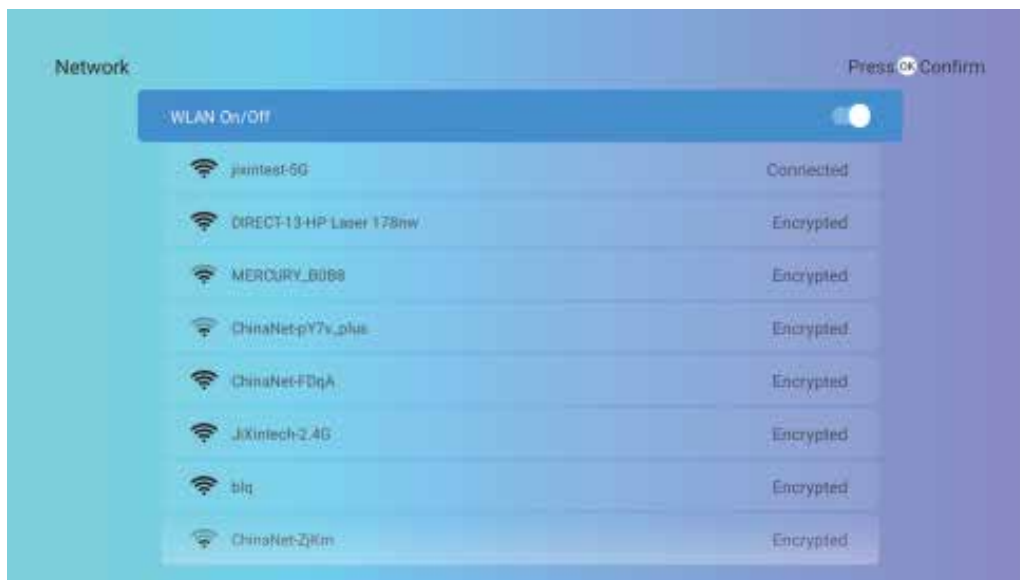 Network
Press OK Confirm
WLAN On/Off
jixintest-5G Connected
DIRECT-13-HP Laser 178nw Encrypted
MERCURY_B0B8 Encrypted
ChinaNet-pY7v_plus Encrypted
ChinaNet-FDqA Encrypted
JiXintech-2.4G Encrypted
blq Encrypted
ChinaNet-ZjKm Encrypted